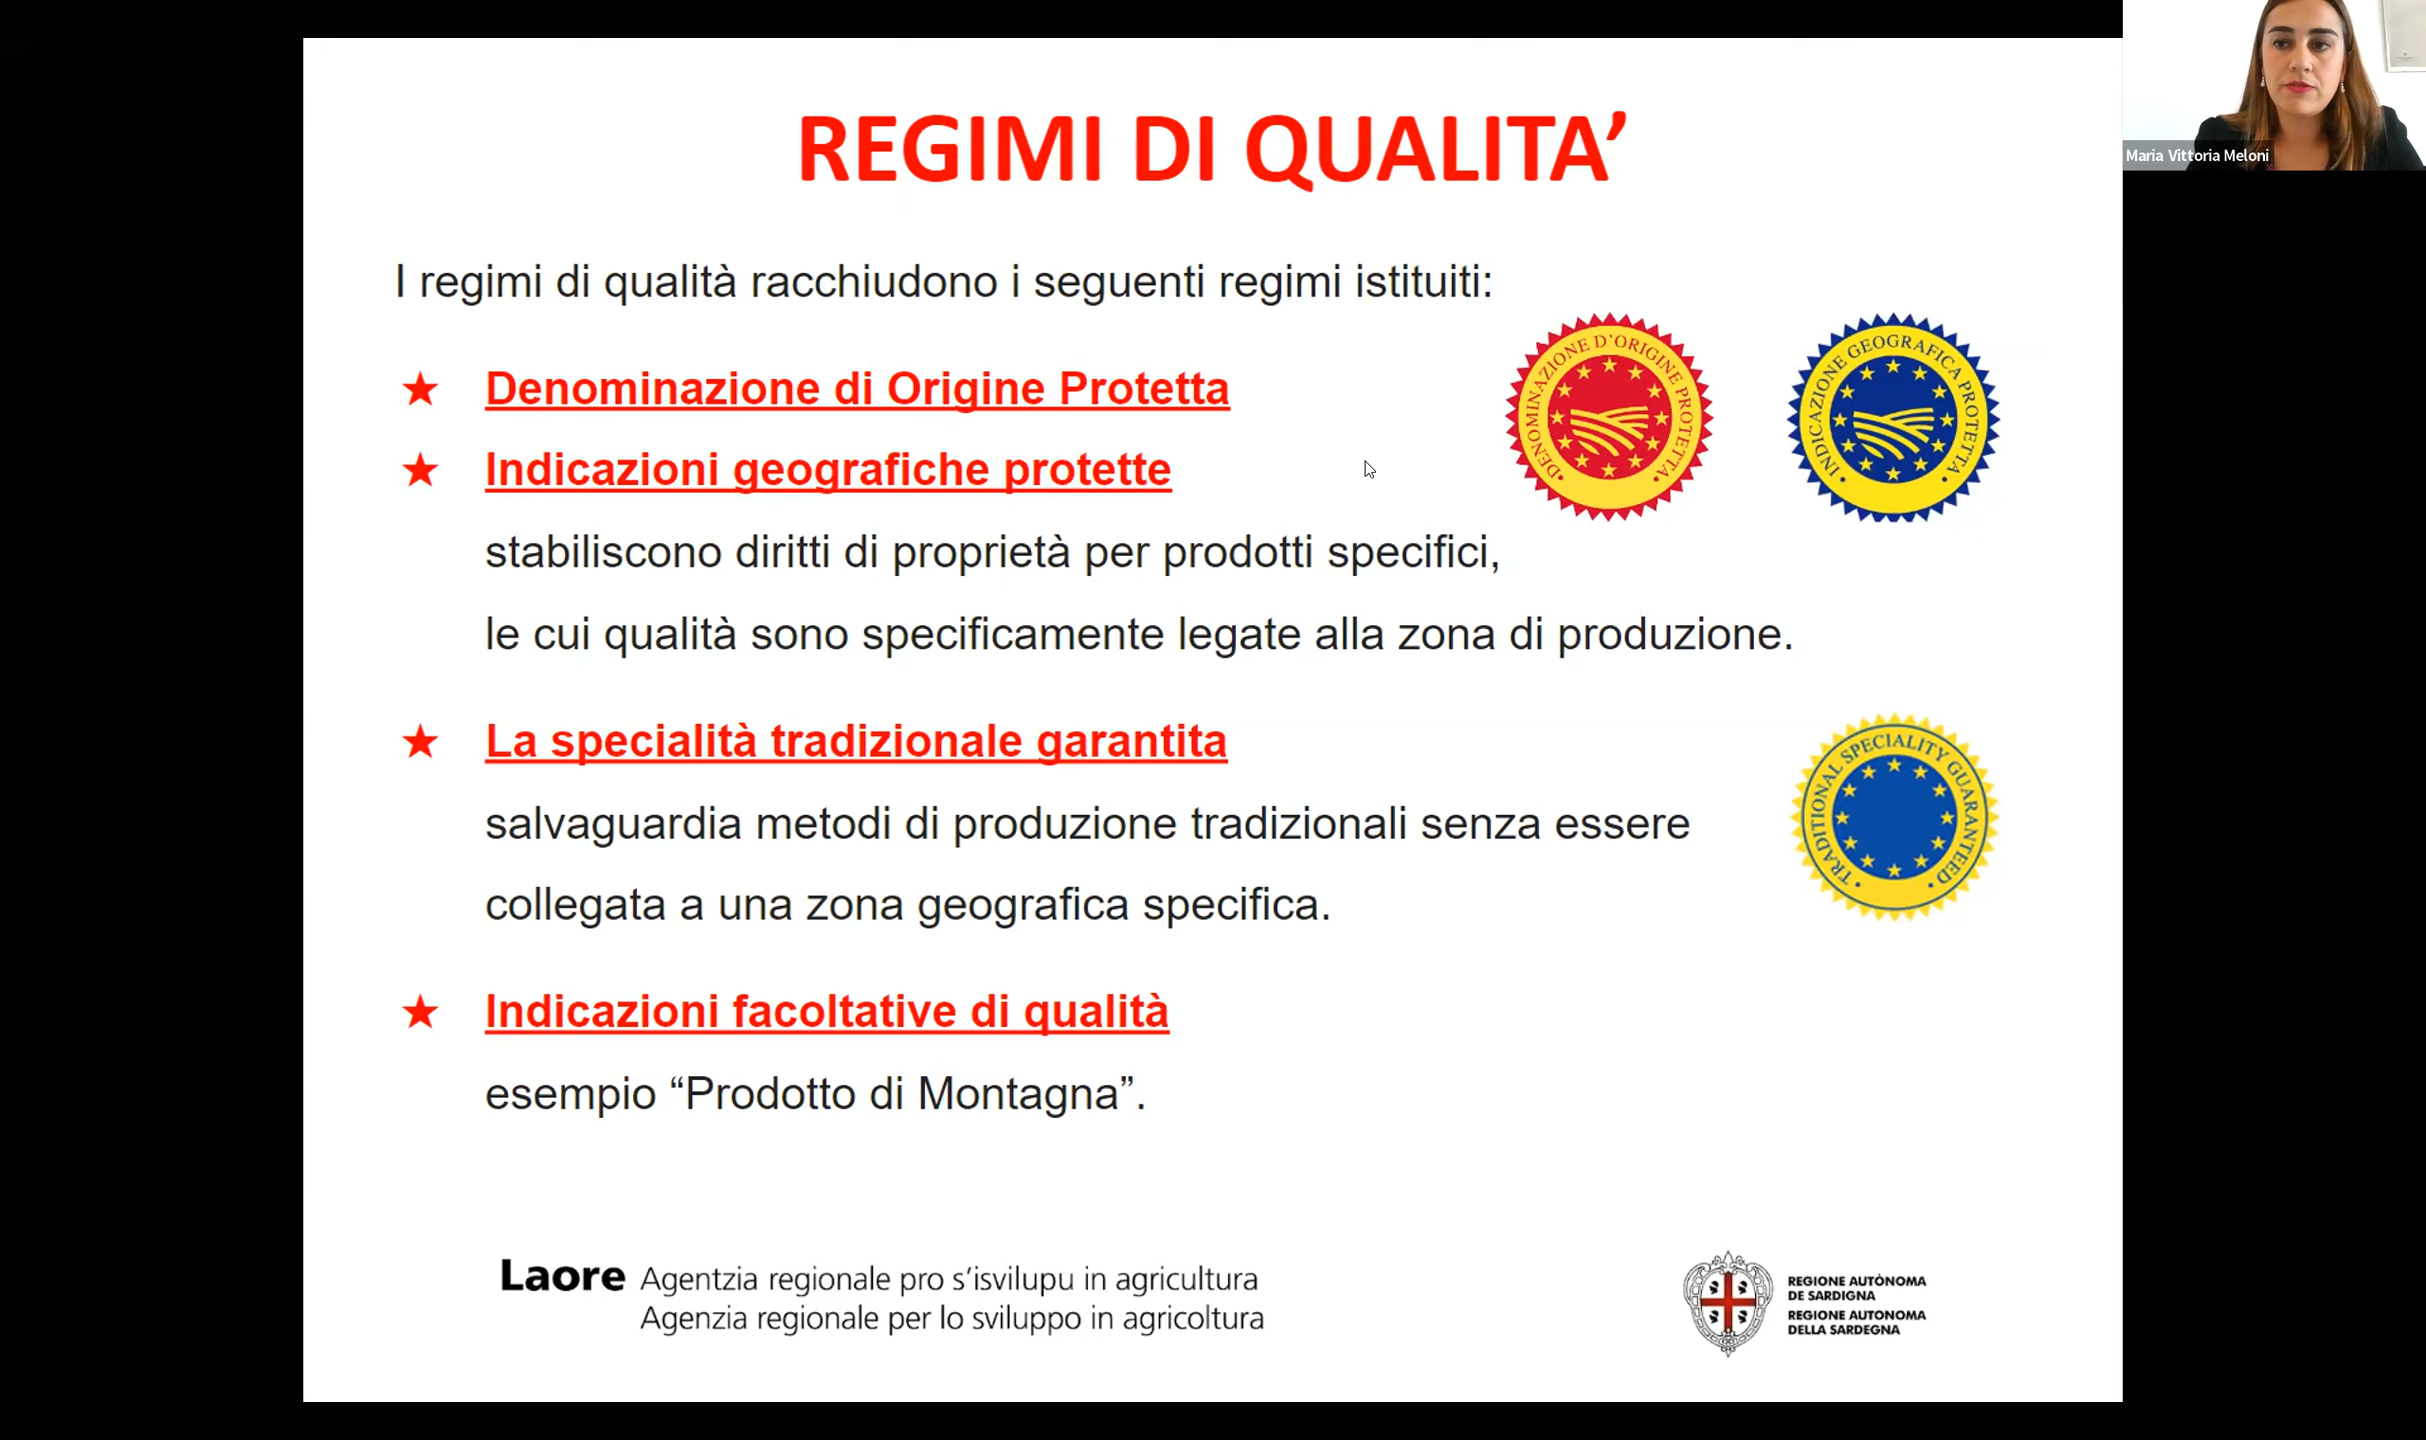 REGIMI DI QUALITA’
Maria Vittoria Meloni
I regimi di qualità racchiudono i seguenti regimi istituiti:
★ Denominazione di Origine Protetta
★ Indicazioni geografiche protette
stabiliscono diritti di proprietà per prodotti specifici,
le cui qualità sono specificamente legate alla zona di produzione.
DENOMINAZIONE D'ORIGINE PROTETTA
INDICAZIONE GEOGRAFICA PROTETTA
★ La specialità tradizionale garantita
salvaguardia metodi di produzione tradizionali senza essere
collegata a una zona geografica specifica.
TRADITIONAL SPECIALITY GUARANTEED
★ Indicazioni facoltative di qualità
esempio “Prodotto di Montagna”.
Laore Agentzia regionale pro s’isvilupu in agricultura
Agenzia regionale per lo sviluppo in agricoltura
REGIONE AUTÒNOMA
DE SARDIGNA
REGIONE AUTONOMA
DELLA SARDEGNA